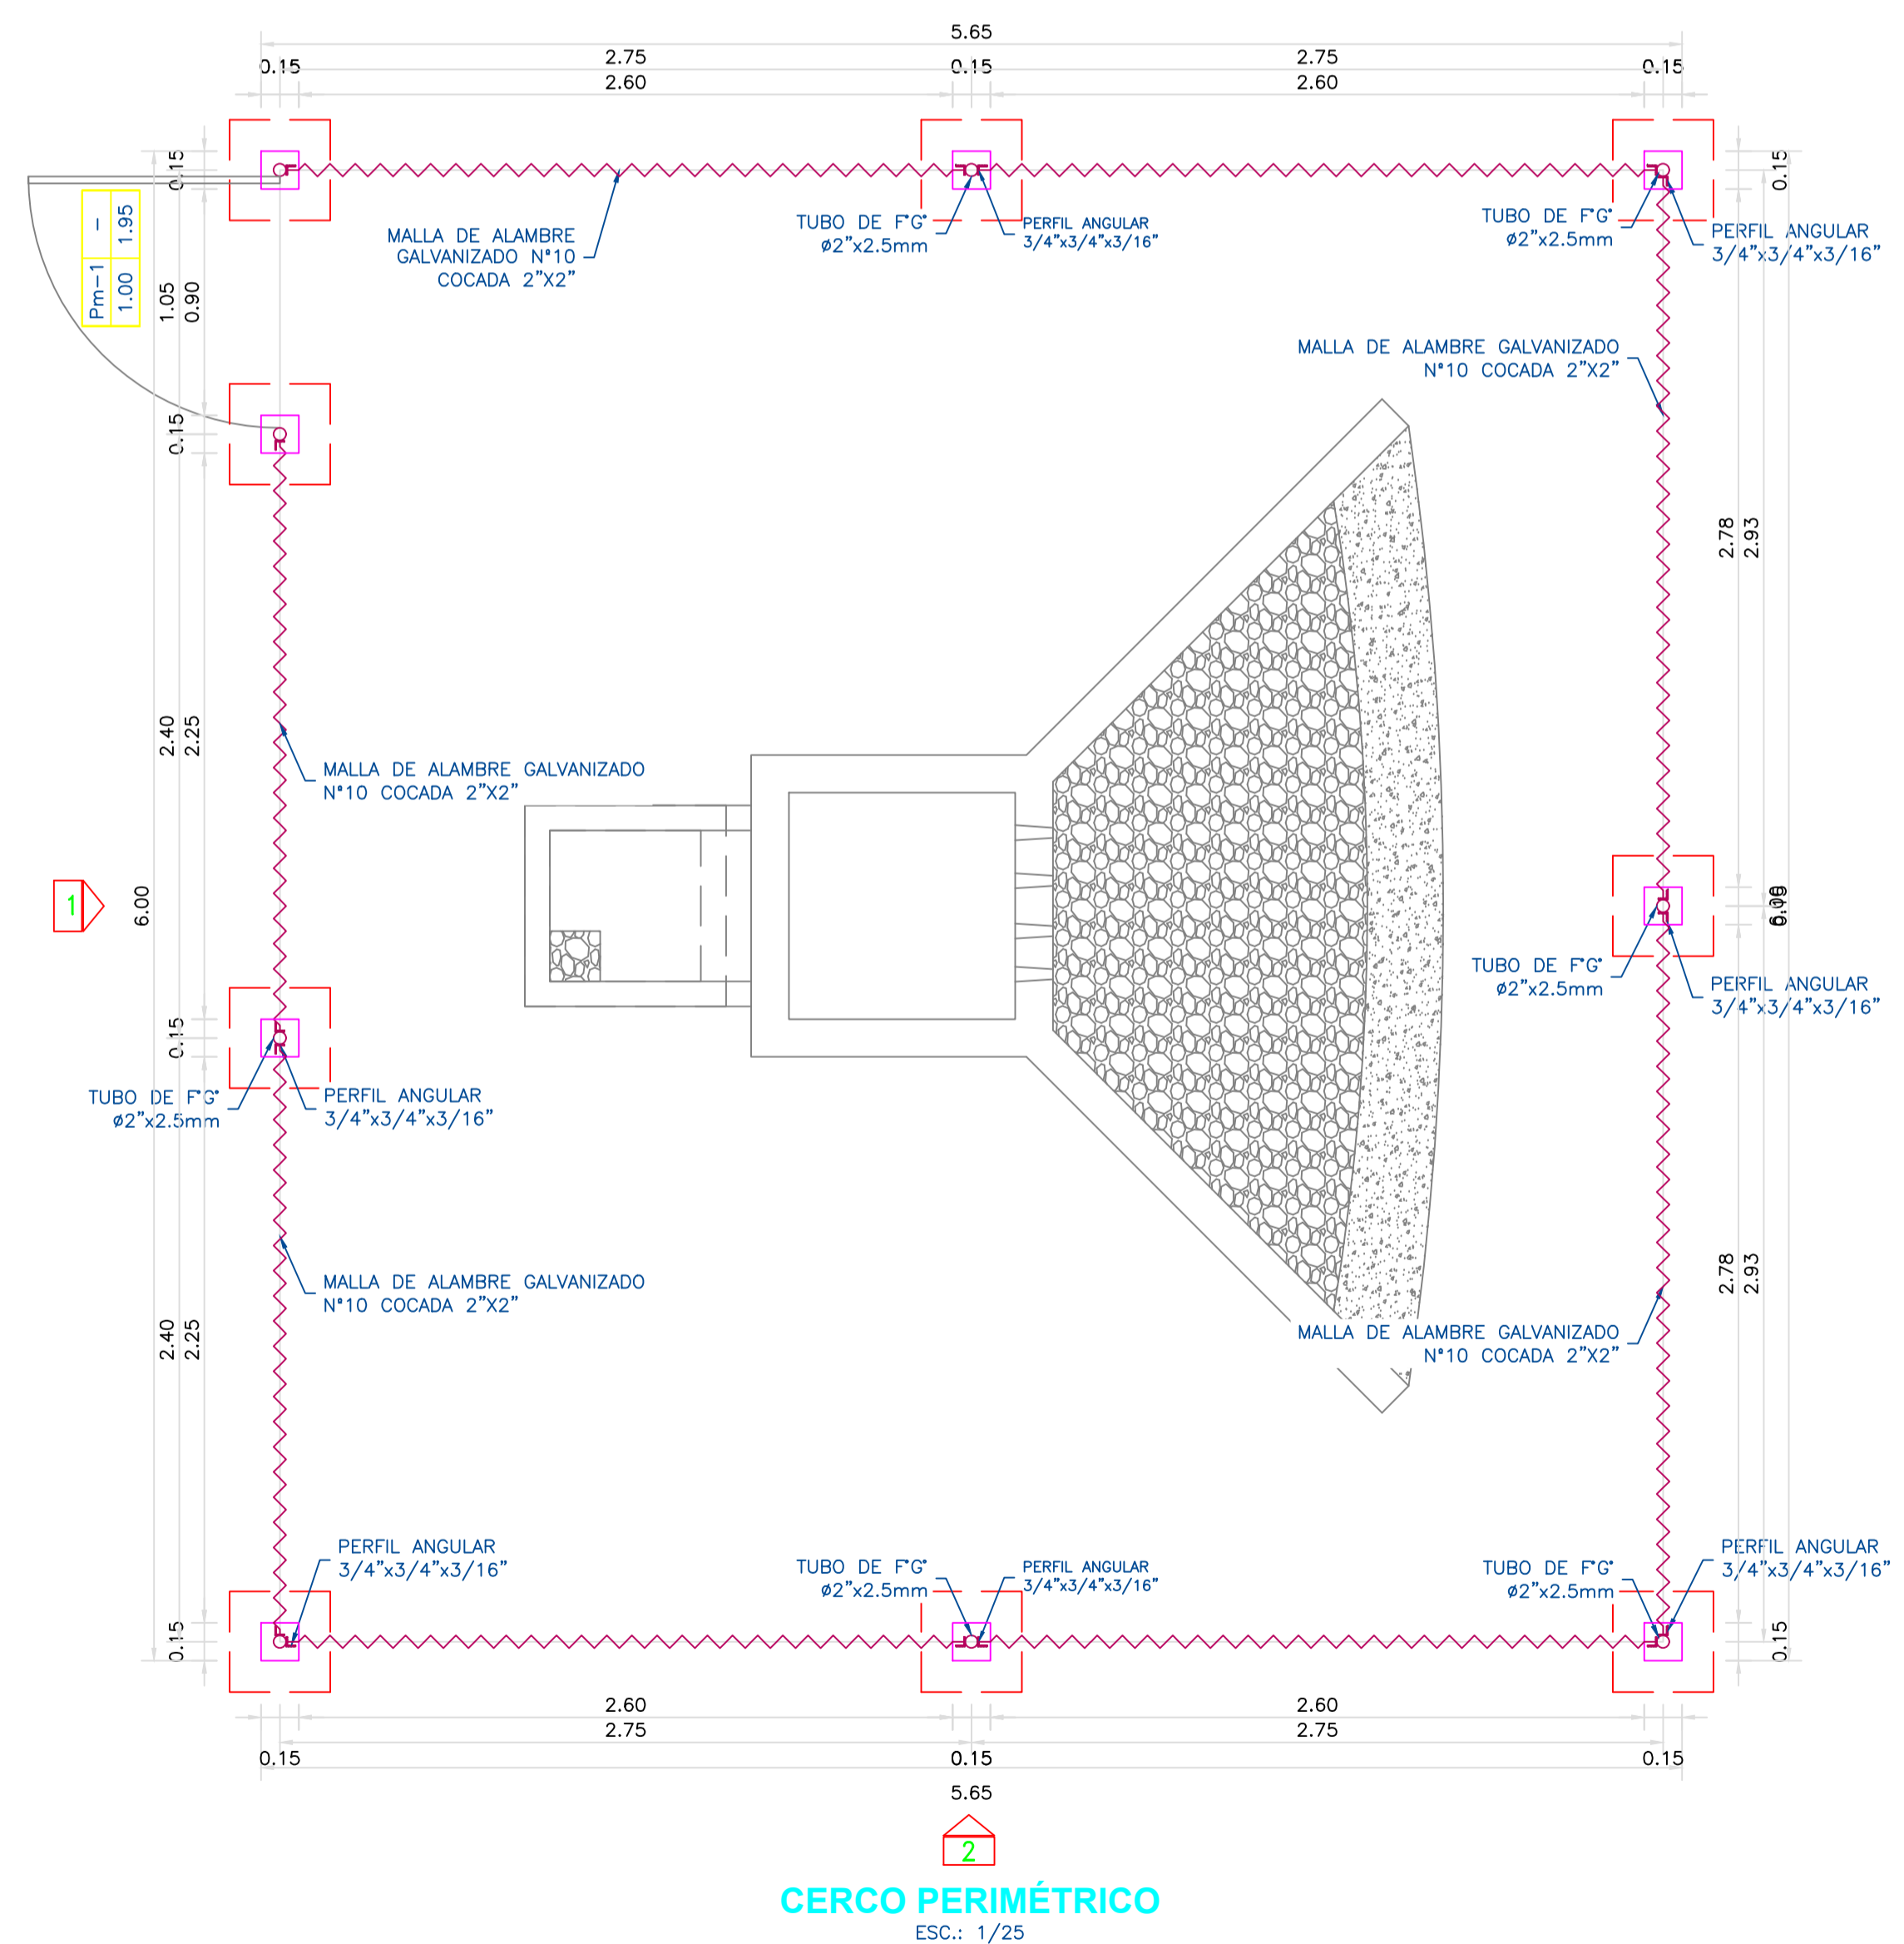 5.65
2.75
2.75
0.15
0.15
0.15
2.60
2.60
0.15
0.15
Pm-1 -
1.00 1.95
1.05
0.90
MALLA DE ALAMBRE
GALVANIZADO N°10
COCADA 2"X2"
TUBO DE F°G°
ø2"x2.5mm
PERFIL ANGULAR
3/4"x3/4"x3/16"
TUBO DE F°G°
ø2"x2.5mm
PERFIL ANGULAR
3/4"x3/4"x3/16"
MALLA DE ALAMBRE GALVANIZADO
N°10 COCADA 2"X2"
0.15
2.78
2.93
2.40
2.25
MALLA DE ALAMBRE GALVANIZADO
N°10 COCADA 2"X2"
1
6.00
6.00
TUBO DE F°G°
ø2"x2.5mm
PERFIL ANGULAR
3/4"x3/4"x3/16"
0.15
TUBO DE F°G°
ø2"x2.5mm
PERFIL ANGULAR
3/4"x3/4"x3/16"
MALLA DE ALAMBRE GALVANIZADO
N°10 COCADA 2"X2"
2.78
2.93
2.40
2.25
MALLA DE ALAMBRE GALVANIZADO
N°10 COCADA 2"X2"
PERFIL ANGULAR
3/4"x3/4"x3/16"
TUBO DE F°G°
ø2"x2.5mm
PERFIL ANGULAR
3/4"x3/4"x3/16"
TUBO DE F°G°
ø2"x2.5mm
PERFIL ANGULAR
3/4"x3/4"x3/16"
0.15
0.15
2.60
2.60
2.75
2.75
0.15
0.15
0.15
5.65
2
CERCO PERIMÉTRICO
ESC.: 1/25